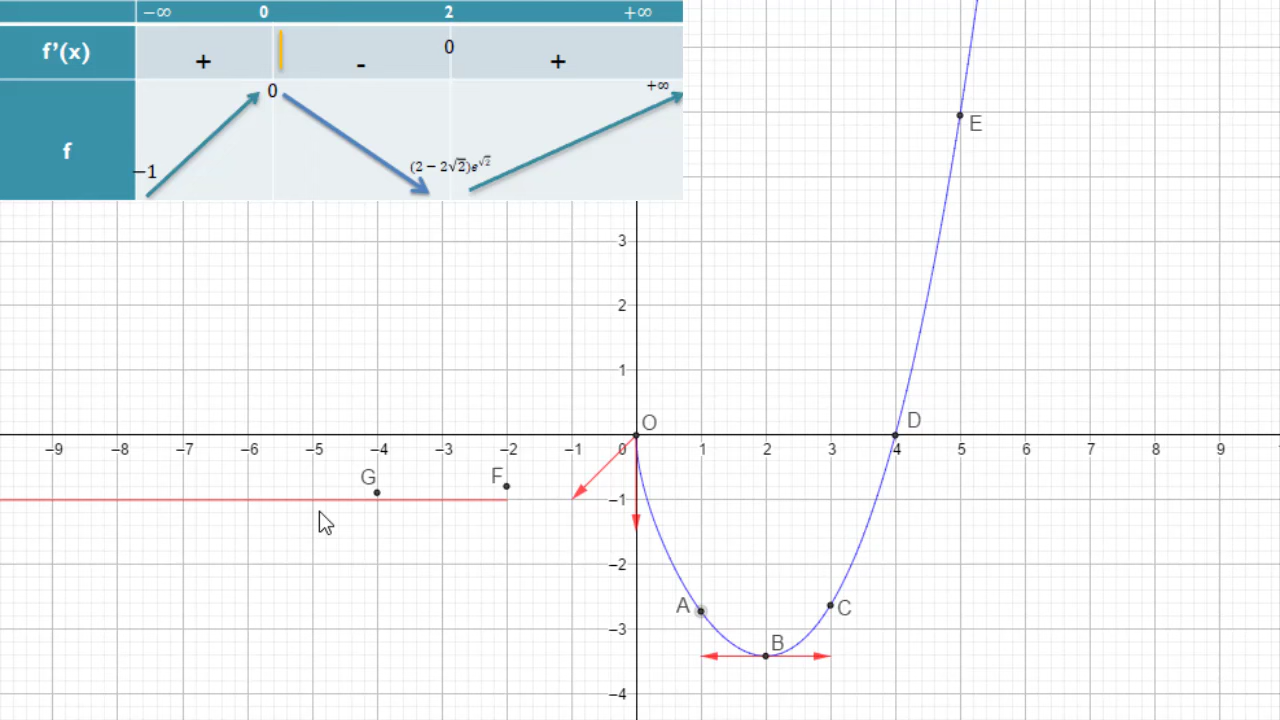 −∞ 0 2 +∞
f’(x) + - 0 +
0 +∞
f −1 (2 − 2√2)e^√2
3
2
1
O
−9 −8 −7 −6 −5 −4 −3 −2 −1 0 1 2 3 4 5 6 7 8 9
−1
−2
−3
−4
G F
A B C D E